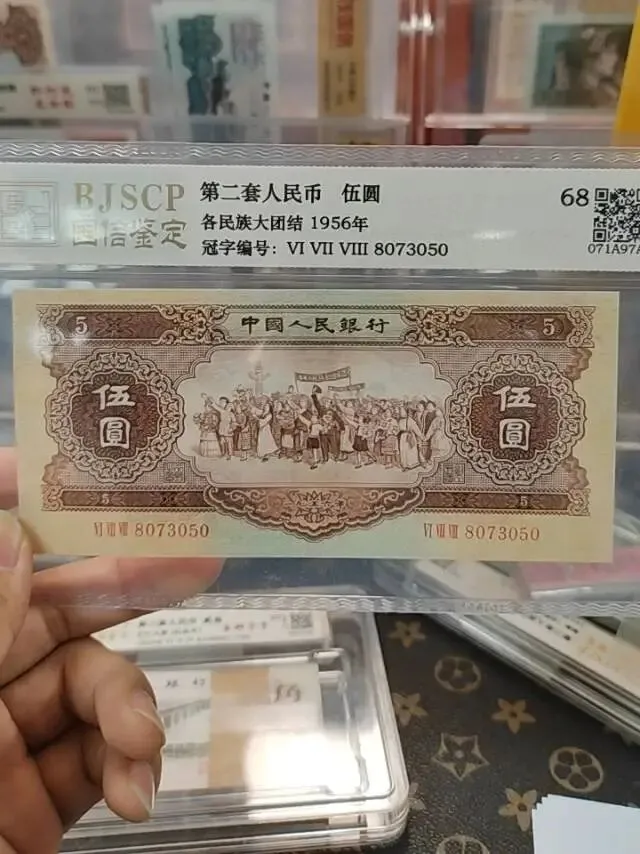 BJSCP
国信鉴定
第二套人民币 伍圆
各民族大团结 1956年
冠字编号: VI VII VIII 8073050
68
071A97A
5 中國人民銀行 5
伍圓 伍圓
5 5
VI VII VIII 8073050 VI VII VIII 8073050